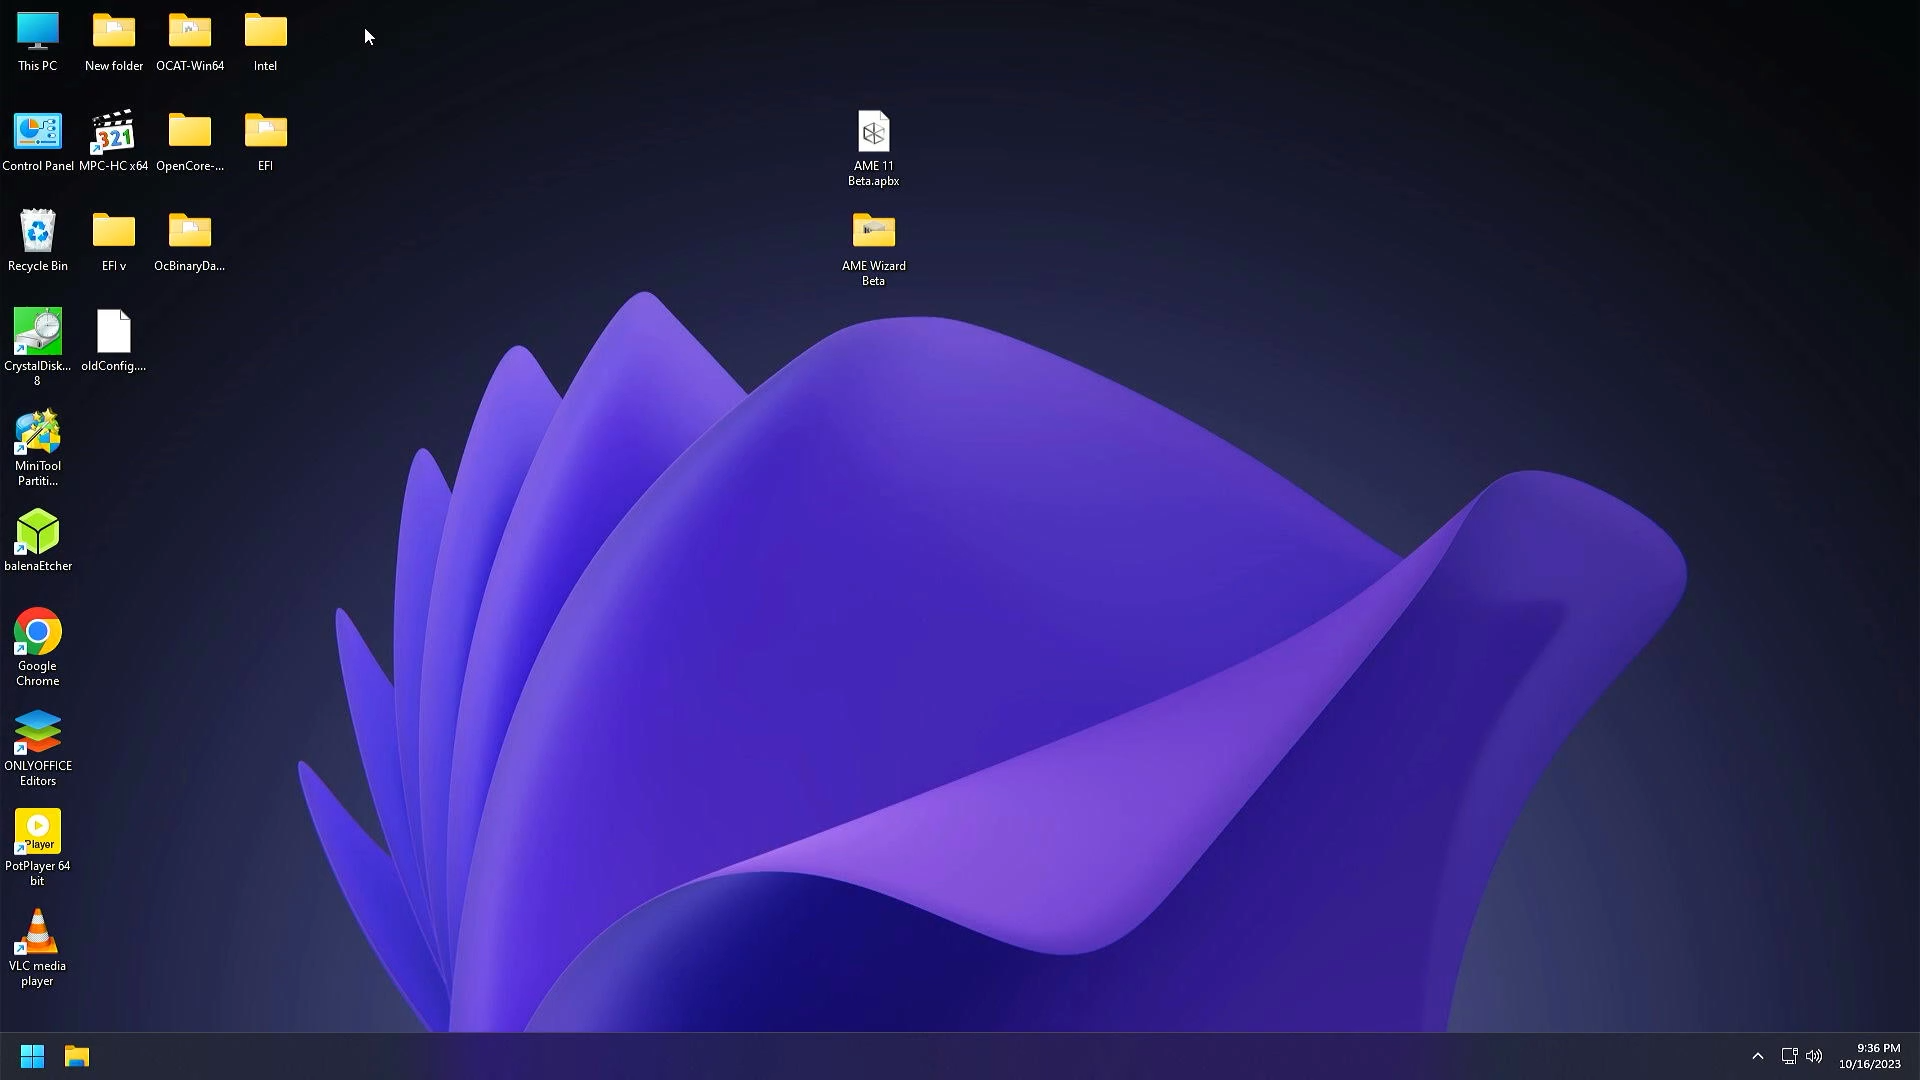 This PC
New folder
OCAT-Win64
Intel
Control Panel
321
MPC-HC x64
OpenCore-...
EFI
AME 11
Beta.apbx
Recycle Bin
EFI v
OcBinaryDa...
AME Wizard
Beta
CrystalDisk...
8
oldConfig....
MiniTool
Partiti...
balenaEtcher
Google
Chrome
ONLYOFFICE
Editors
Player
PotPlayer 64
bit
VLC media
player
9:36 PM
10/16/2023